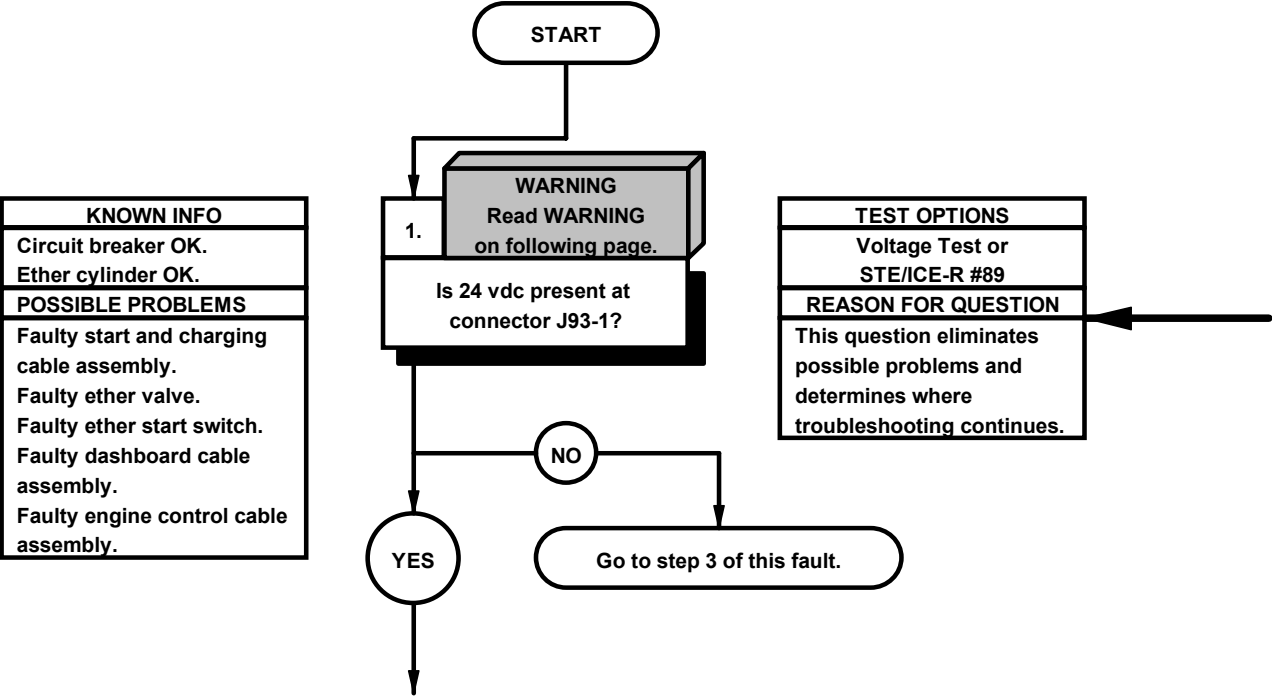 START
KNOWN INFO
Circuit breaker OK.
Ether cylinder OK.
POSSIBLE PROBLEMS
Faulty start and charging
cable assembly.
Faulty ether valve.
Faulty ether start switch.
Faulty dashboard cable
assembly.
Faulty engine control cable
assembly.
1.
WARNING
Read WARNING
on following page.
Is 24 vdc present at
connector J93-1?
TEST OPTIONS
Voltage Test or
STE/ICE-R #89
REASON FOR QUESTION
This question eliminates
possible problems and
determines where
troubleshooting continues.
NO
YES
Go to step 3 of this fault.